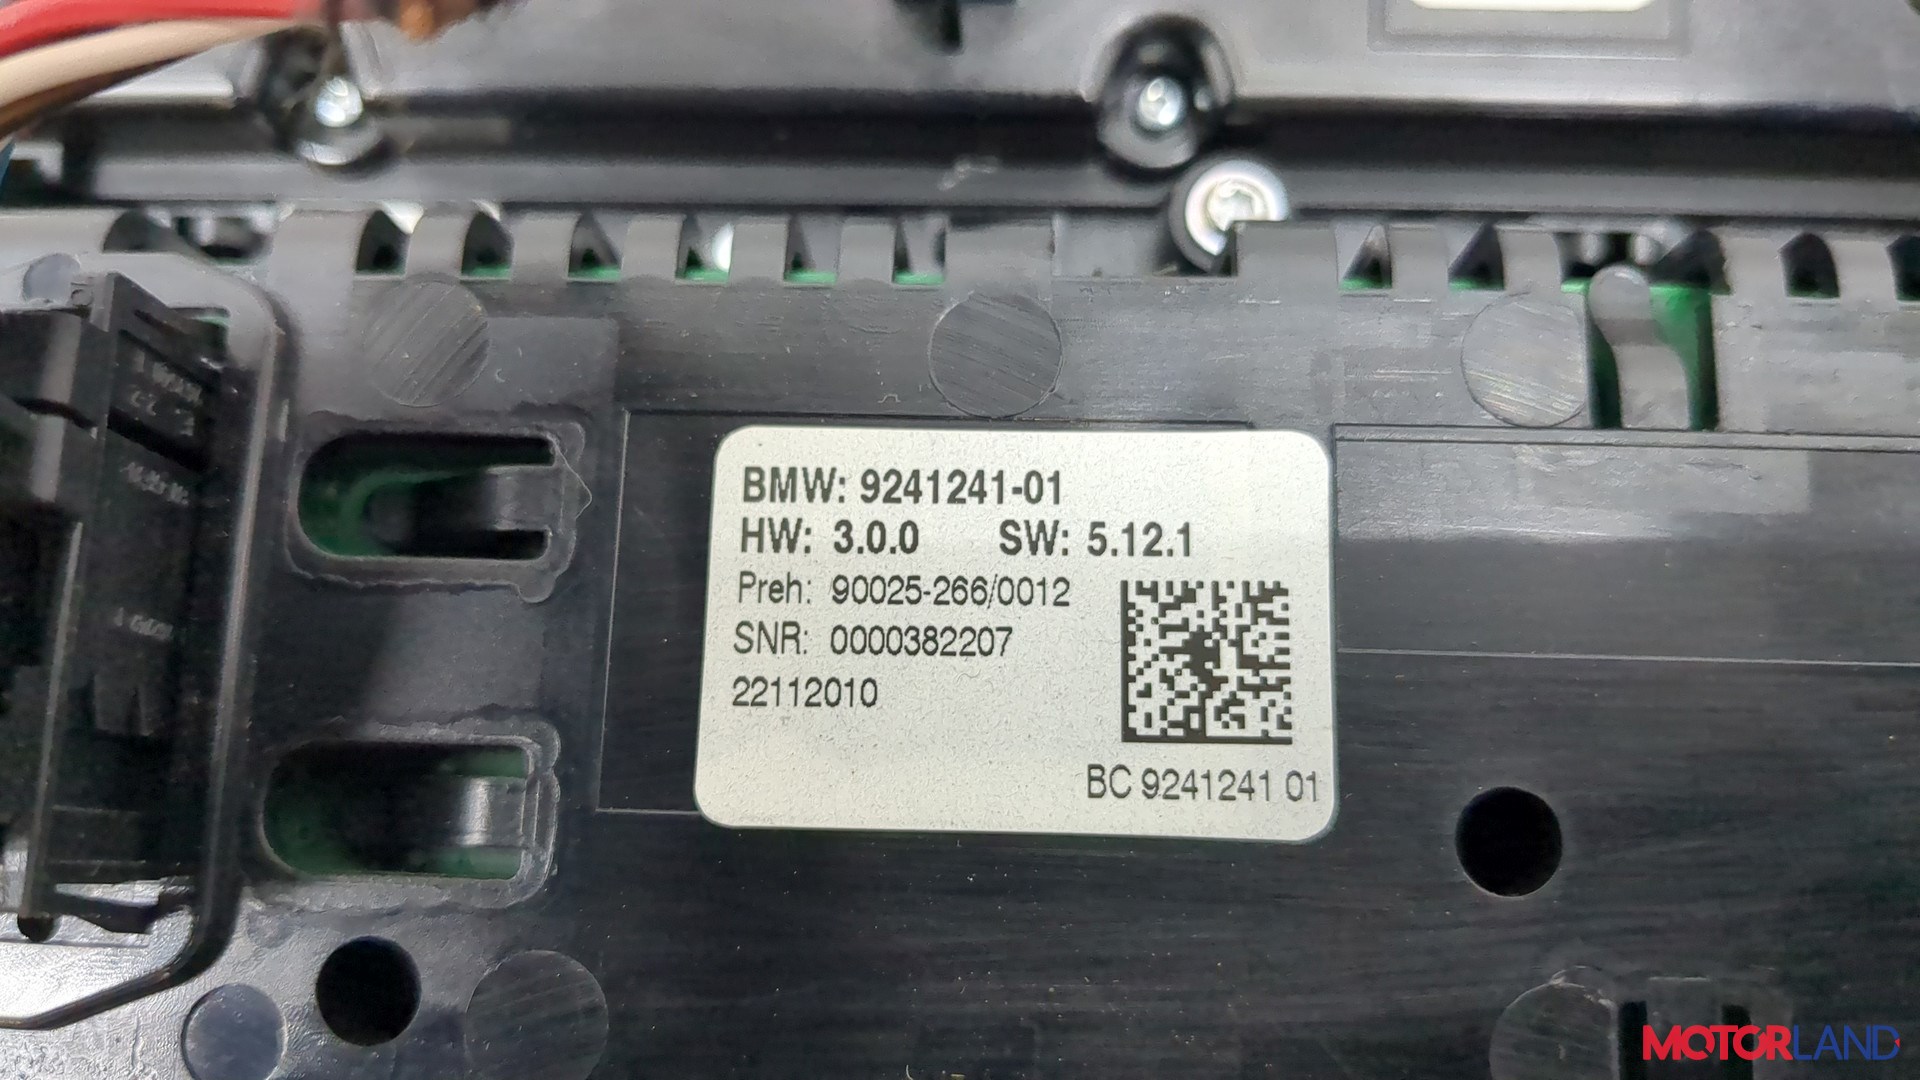 BMW: 9241241-01
HW: 3.0.0 SW: 5.12.1
Preh: 90025-266/0012
SNR: 0000382207
22112010
BC 9241241 01
MOTORLAND